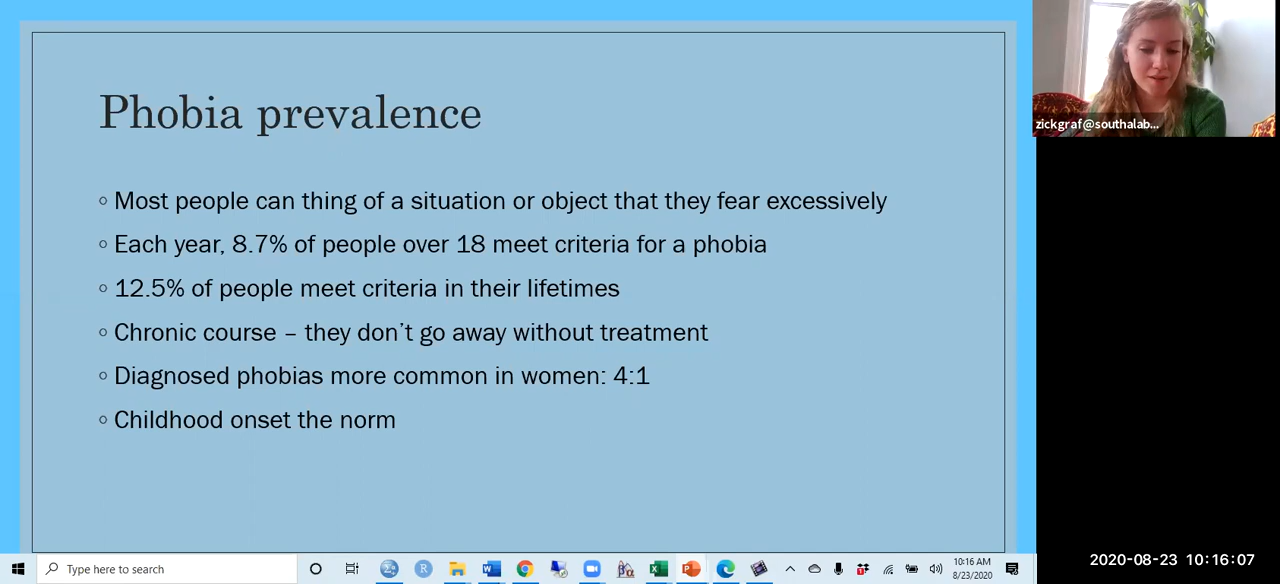 Phobia prevalence
Most people can thing of a situation or object that they fear excessively
Each year, 8.7% of people over 18 meet criteria for a phobia
12.5% of people meet criteria in their lifetimes
Chronic course – they don't go away without treatment
Diagnosed phobias more common in women: 4:1
Childhood onset the norm
zickgraf@southalab...
Type here to search
10:16 AM
8/23/2020
2020-08-23 10:16:07